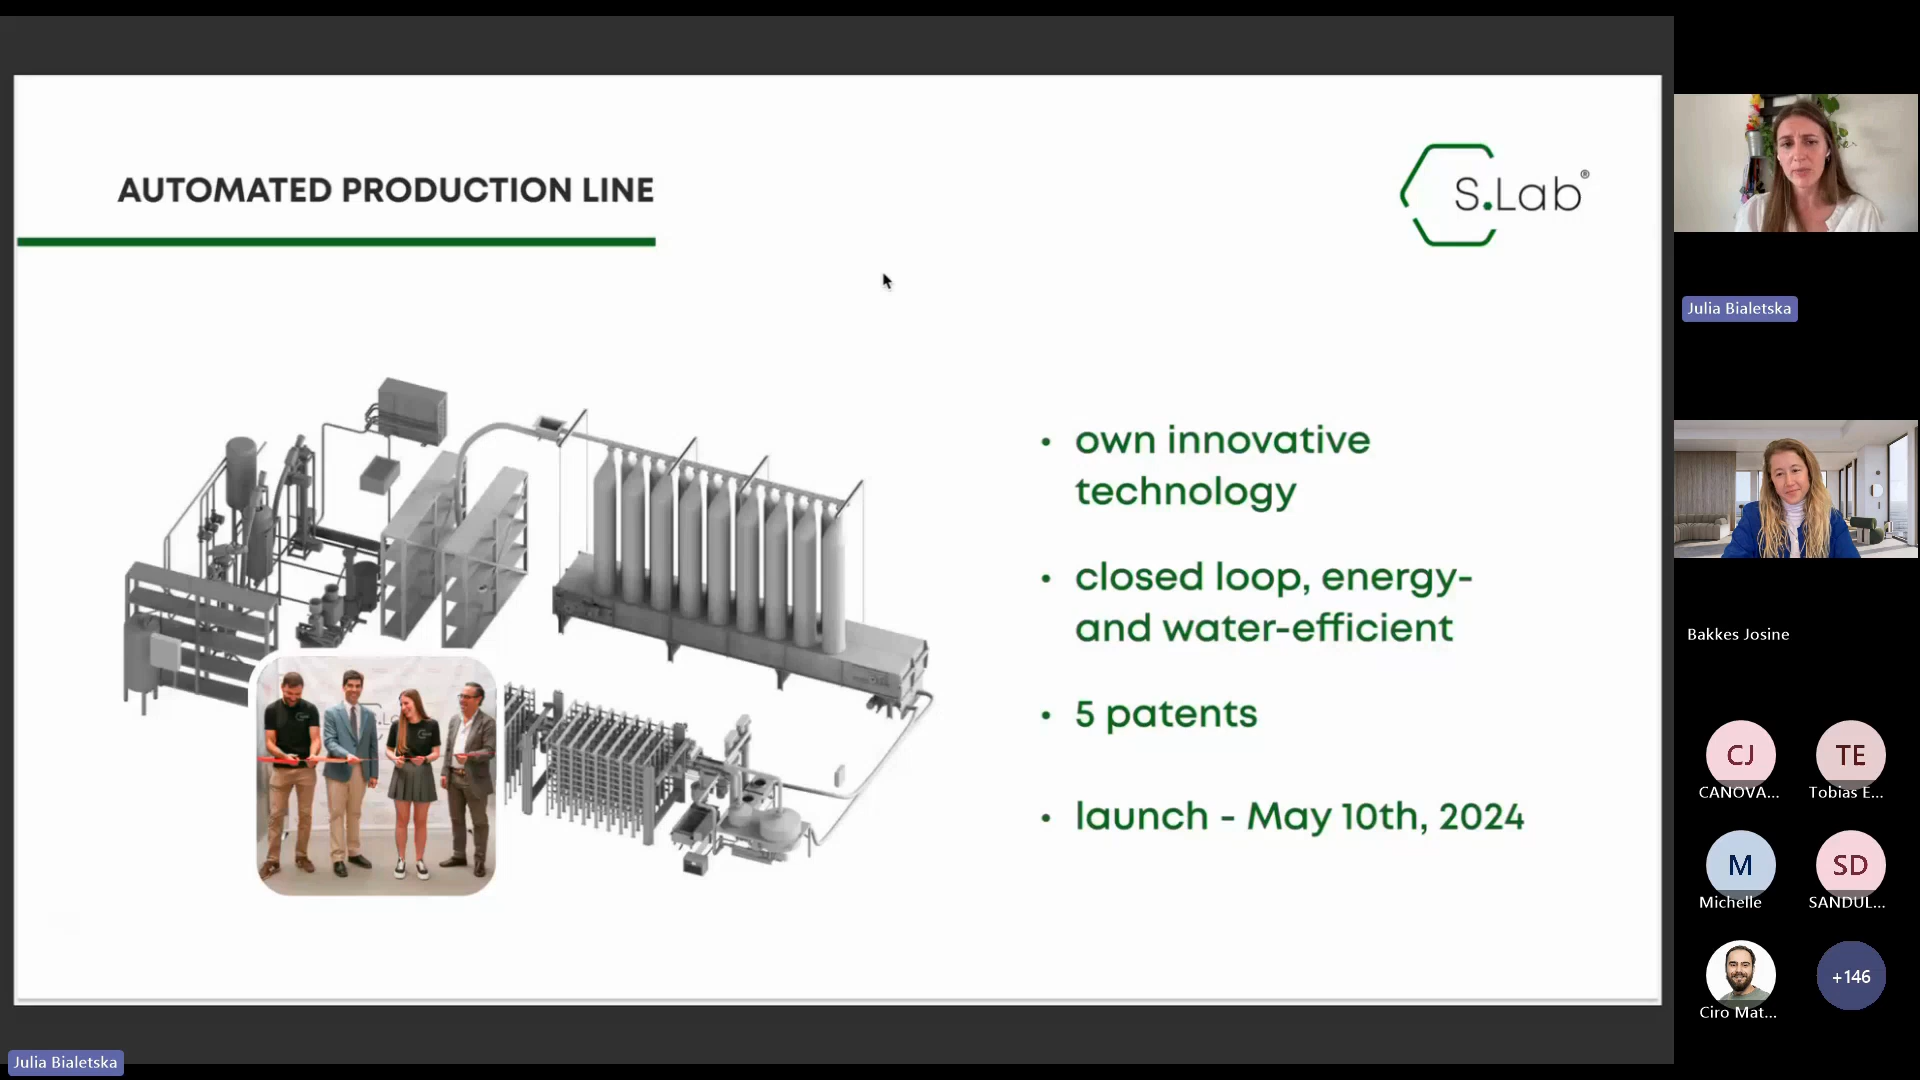 AUTOMATED PRODUCTION LINE
S.Lab®
• own innovative
technology
• closed loop, energy-
and water-efficient
• 5 patents
• launch - May 10th, 2024
Julia Bialetska
Julia Bialetska
Bakkes Josine
CJ
CANOVA...
TE
Tobias E...
M
Michelle
SD
SANDUL...
Ciro Mat...
+146